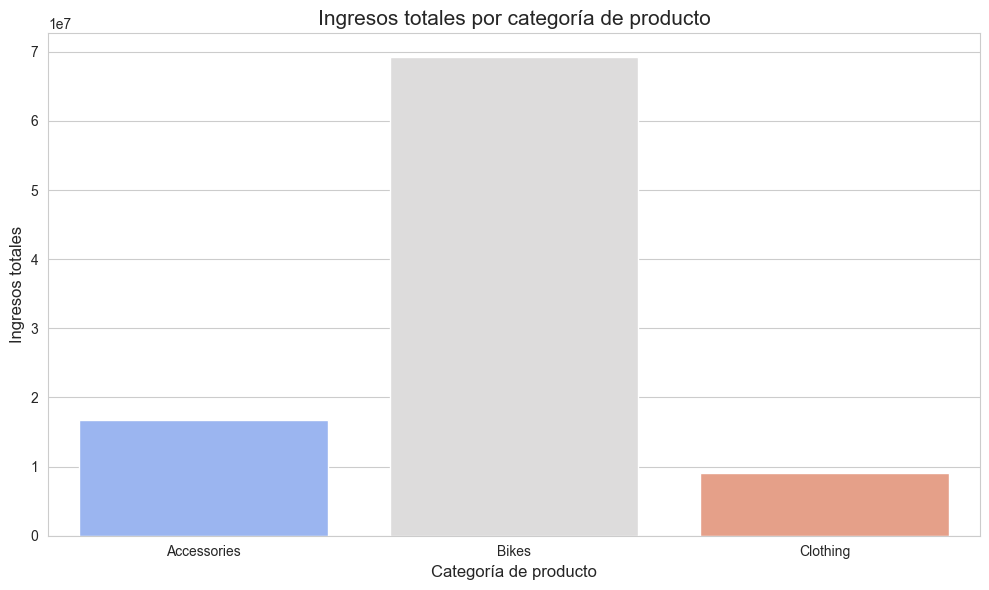 Ingresos totales por categoría de producto
1e7
7
6
5
4
3
2
1
0
Ingresos totales
Accessories
Bikes
Clothing
Categoría de producto